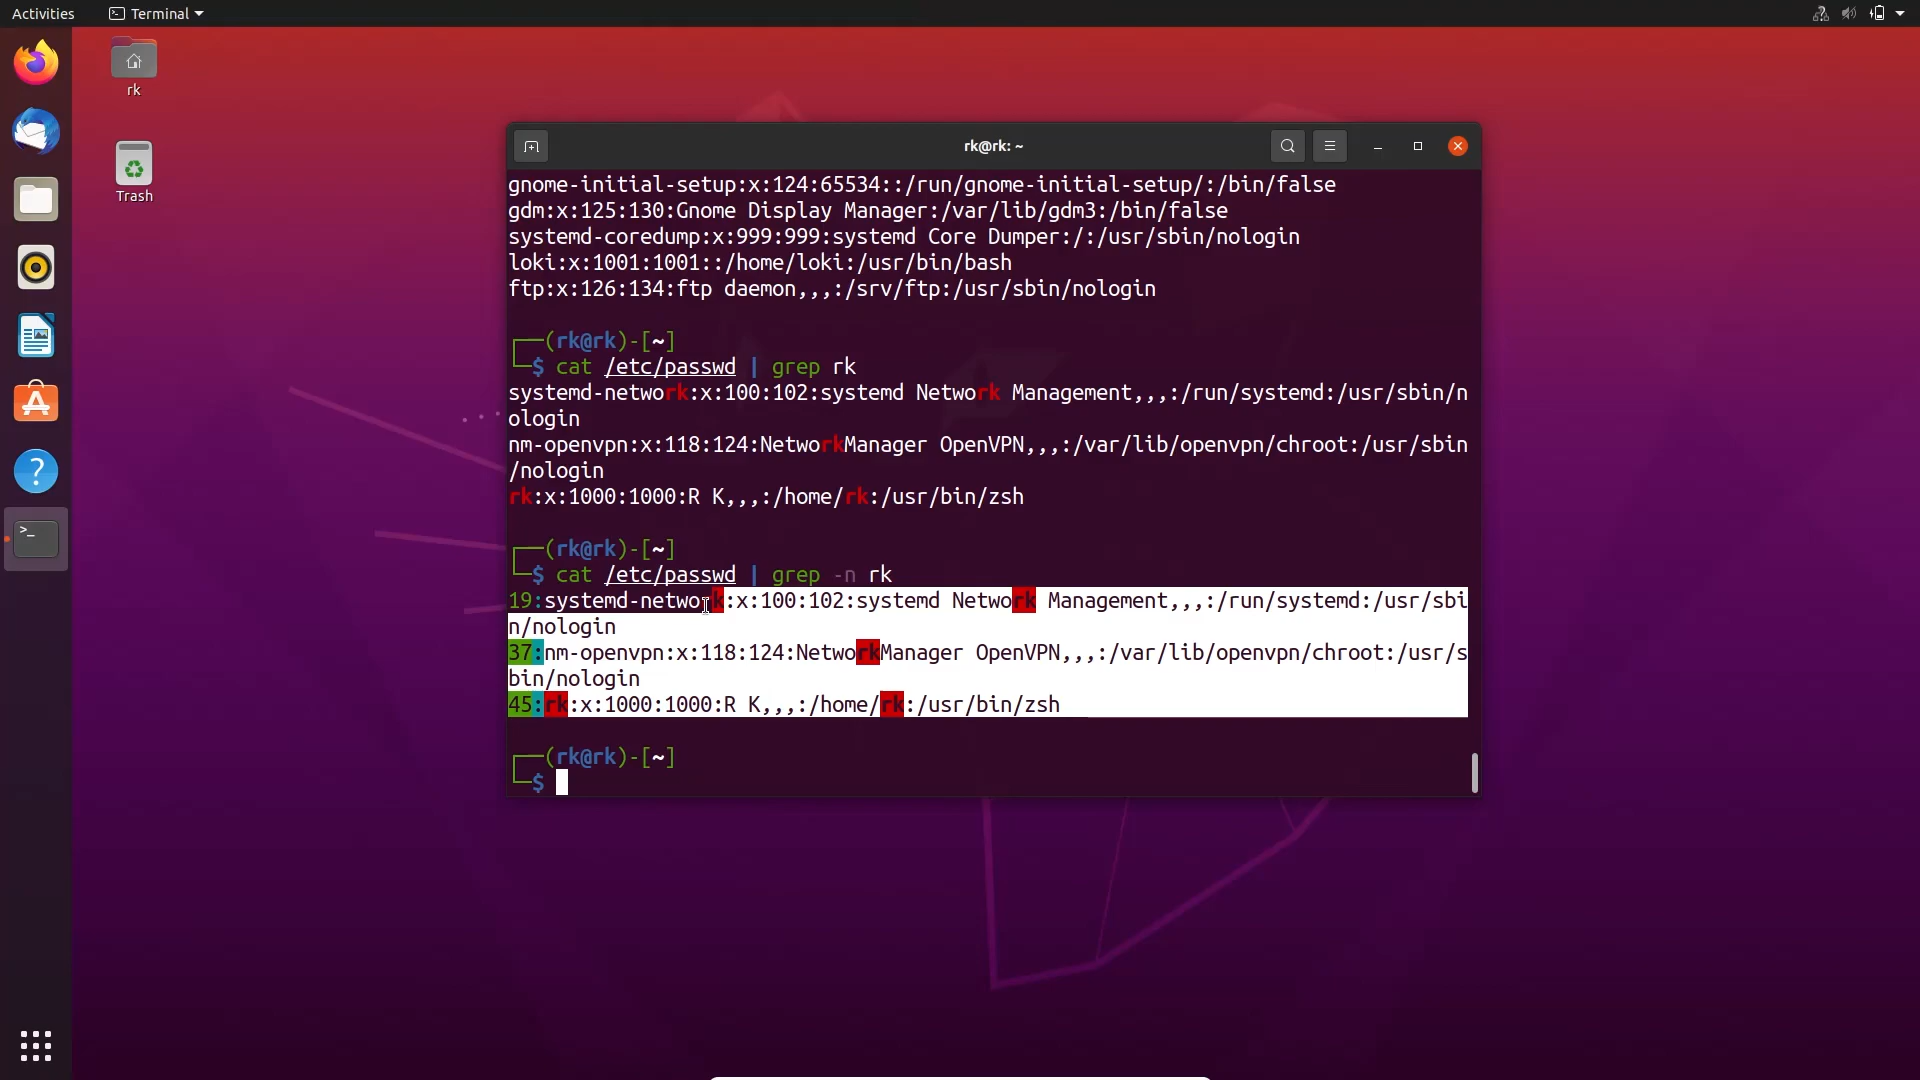 Activities
Terminal
rk
Trash
rk@rk: ~
gnome-initial-setup:x:124:65534::/run/gnome-initial-setup/:/bin/false
gdm:x:125:130:Gnome Display Manager:/var/lib/gdm3:/bin/false
systemd-coredump:x:999:999:systemd Core Dumper:/:/usr/sbin/nologin
loki:x:1001:1001::/home/loki:/usr/bin/bash
ftp:x:126:134:ftp daemon,,,:/srv/ftp:/usr/sbin/nologin
┌──(rk@rk)-[~]
└─$ cat /etc/passwd | grep rk
systemd-network:x:100:102:systemd Network Management,,,:/run/systemd:/usr/sbin/n
ologin
nm-openvpn:x:118:124:NetworkManager OpenVPN,,,:/var/lib/openvpn/chroot:/usr/sbin
/nologin
rk:x:1000:1000:R K,,,:/home/rk:/usr/bin/zsh
┌──(rk@rk)-[~]
└─$ cat /etc/passwd | grep -n rk
19:systemd-network:x:100:102:systemd Network Management,,,:/run/systemd:/usr/sbi
n/nologin
37:nm-openvpn:x:118:124:NetworkManager OpenVPN,,,:/var/lib/openvpn/chroot:/usr/s
bin/nologin
45:rk:x:1000:1000:R K,,,:/home/rk:/usr/bin/zsh
┌──(rk@rk)-[~]
└─$